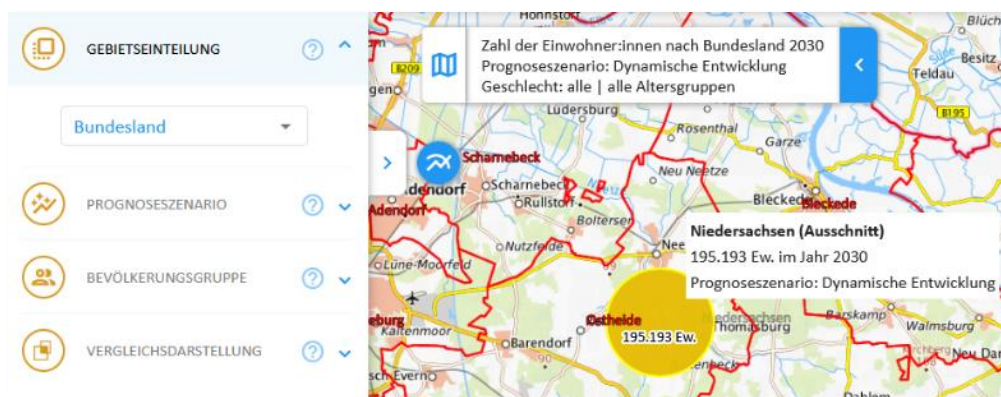 GEBIETSEINTEILUNG
Bundesland
PROGNOSESZENARIO
BEVÖLKERUNGSGRUPPE
VERGLEICHSDARSTELLUNG
Zahl der Einwohner:innen nach Bundesland 2030
Prognoseszenario: Dynamische Entwicklung
Geschlecht: alle | alle Altersgruppen
Niedersachsen (Ausschnitt)
195.193 Ew. im Jahr 2030
Prognoseszenario: Dynamische Entwicklung
195.193 Ew.
B209
Lüdersburg
Rosenthal
Garze
Teldau
Besitz
B195
Scharnebeck
Scharnebeck
Rullstorf
Neu Neetze
Neetze
Boltersen
Bleckede
Adendorf
Nutzfelde
Lüne-Moorfeld
Kaltenmoor
Barendorf
Ostheide
Niedersachsen
Thomasburg
Barskamp
Walmsburg
Dahlem